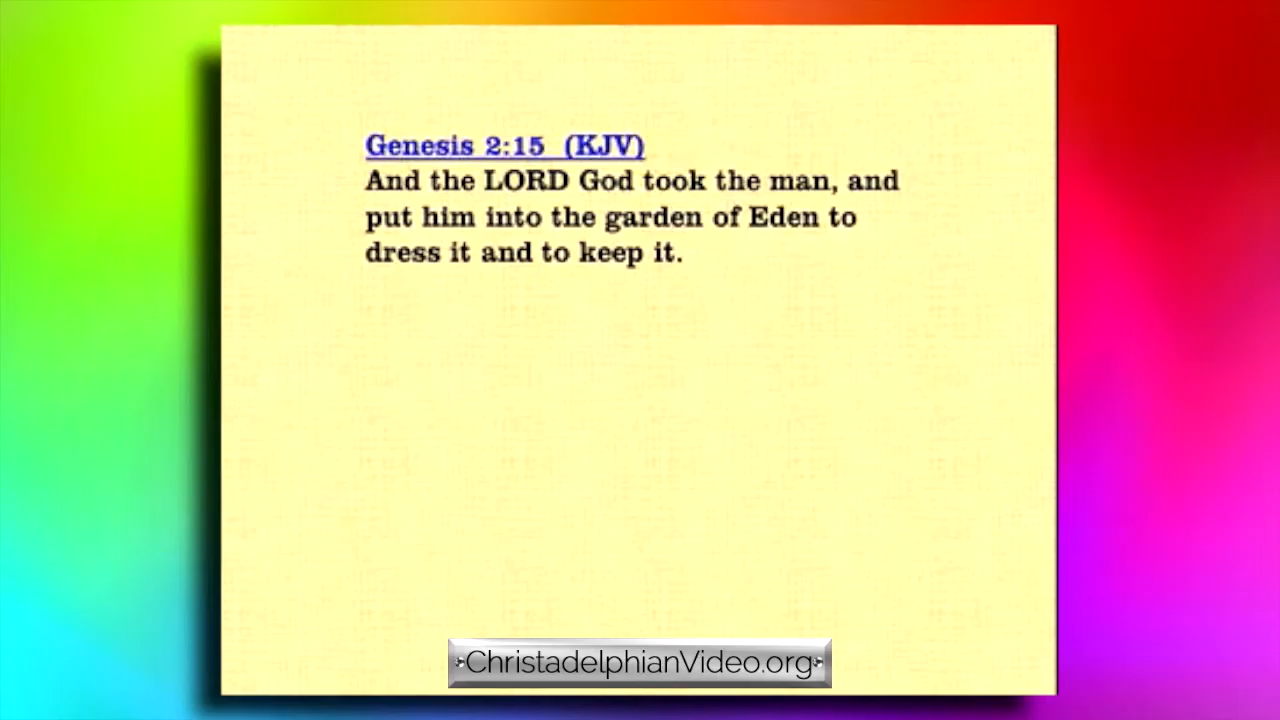 Genesis 2:15 (KJV)
And the LORD God took the man, and
put him into the garden of Eden to
dress it and to keep it.
ChristadelphianVideo.org